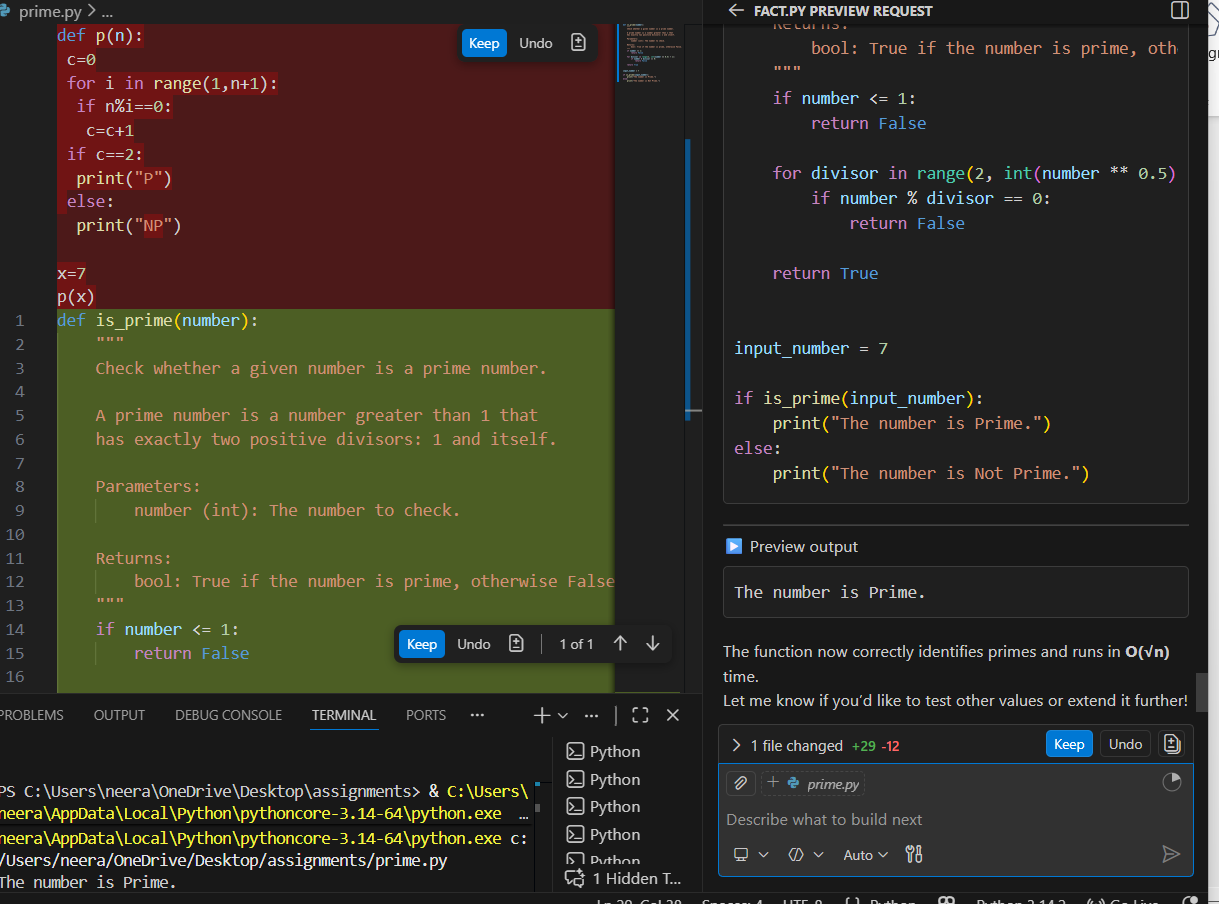 prime.py > ...
def p(n):
c=0
for i in range(1,n+1):
if n%i==0:
c=c+1
if c==2:
print("P")
else:
print("NP")
x=7
p(x)
Keep Undo
1 def is_prime(number):
2 """
3 Check whether a given number is a prime number.
4
5 A prime number is a number greater than 1 that
6 has exactly two positive divisors: 1 and itself.
7
8 Parameters:
9 number (int): The number to check.
10
11 Returns:
12 bool: True if the number is prime, otherwise False
13 """
14 if number <= 1:
15 return False
16
Keep Undo 1 of 1
PROBLEMS OUTPUT DEBUG CONSOLE TERMINAL PORTS ...
PS C:\Users\neera\OneDrive\Desktop\assignments> & C:\Users\
neera\AppData\Local\Python\pythoncore-3.14-64\python.exe ...
neera\AppData\Local\Python\pythoncore-3.14-64\python.exe c:
/Users/neera/OneDrive/Desktop/assignments/prime.py
The number is Prime.
Python
Python
Python
Python
Python
1 Hidden T...
FACT.PY PREVIEW REQUEST
Returns:
bool: True if the number is prime, oth
"""
if number <= 1:
return False
for divisor in range(2, int(number ** 0.5)
if number % divisor == 0:
return False
return True
input_number = 7
if is_prime(input_number):
print("The number is Prime.")
else:
print("The number is Not Prime.")
Preview output
The number is Prime.
The function now correctly identifies primes and runs in O(√n)
time.
Let me know if you'd like to test other values or extend it further!
1 file changed +29 -12 Keep Undo
prime.py
Describe what to build next
Auto
Python
Go Live